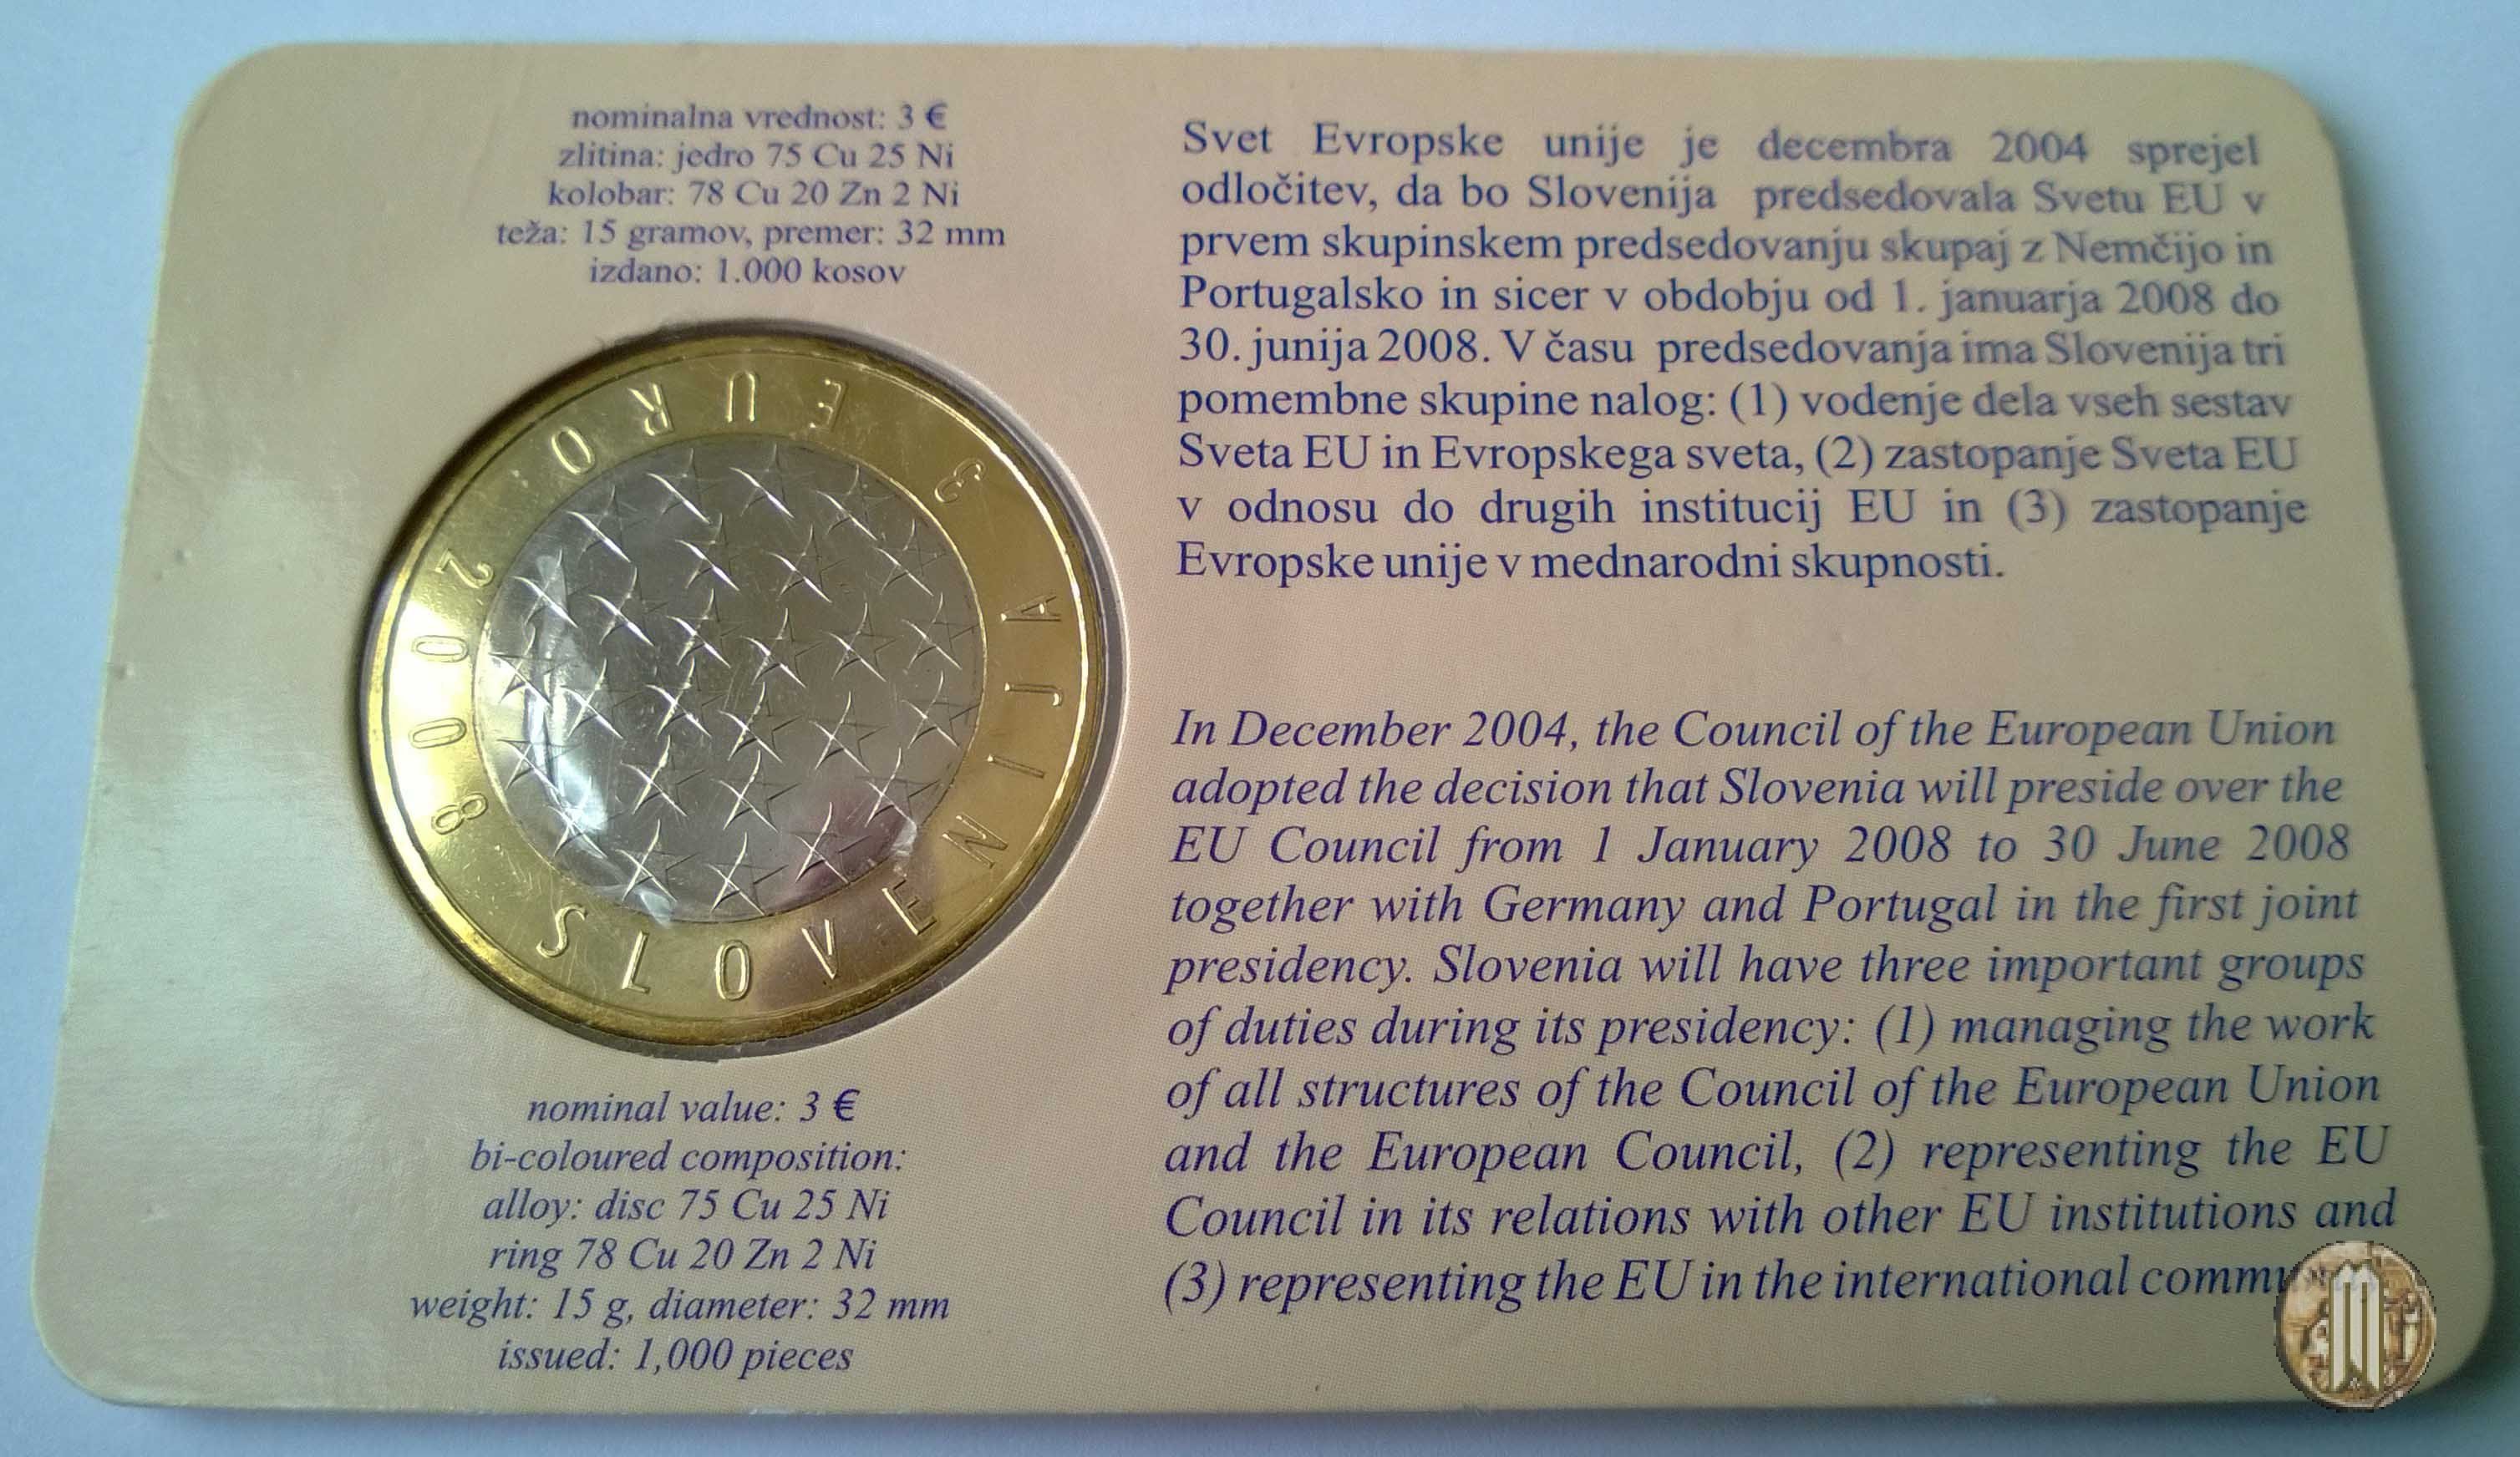 nominalna vrednost: 3 €
zlitina: jedro 75 Cu 25 Ni
kolobar: 78 Cu 20 Zn 2 Ni
teža: 15 gramov, premer: 32 mm
izdano: 1.000 kosov
SLOVENIJA
3 EURO
2008
nominal value: 3 €
bi-coloured composition:
alloy: disc 75 Cu 25 Ni
ring 78 Cu 20 Zn 2 Ni
weight: 15 g, diameter: 32 mm
issued: 1,000 pieces
Svet Evropske unije je decembra 2004 sprejel
odločitev, da bo Slovenija predsedovala Svetu EU v
prvem skupinskem predsedovanju skupaj z Nemčijo in
Portugalsko in sicer v obdobju od 1. januarja 2008 do
30. junija 2008. V času predsedovanja ima Slovenija tri
pomembne skupine nalog: (1) vodenje dela vseh sestav
Sveta EU in Evropskega sveta, (2) zastopanje Sveta EU
v odnosu do drugih institucij EU in (3) zastopanje
Evropske unije v mednarodni skupnosti.
In December 2004, the Council of the European Union
adopted the decision that Slovenia will preside over the
EU Council from 1 January 2008 to 30 June 2008
together with Germany and Portugal in the first joint
presidency. Slovenia will have three important groups
of duties during its presidency: (1) managing the work
of all structures of the Council of the European Union
and the European Council, (2) representing the EU
Council in its relations with other EU institutions and
(3) representing the EU in the international